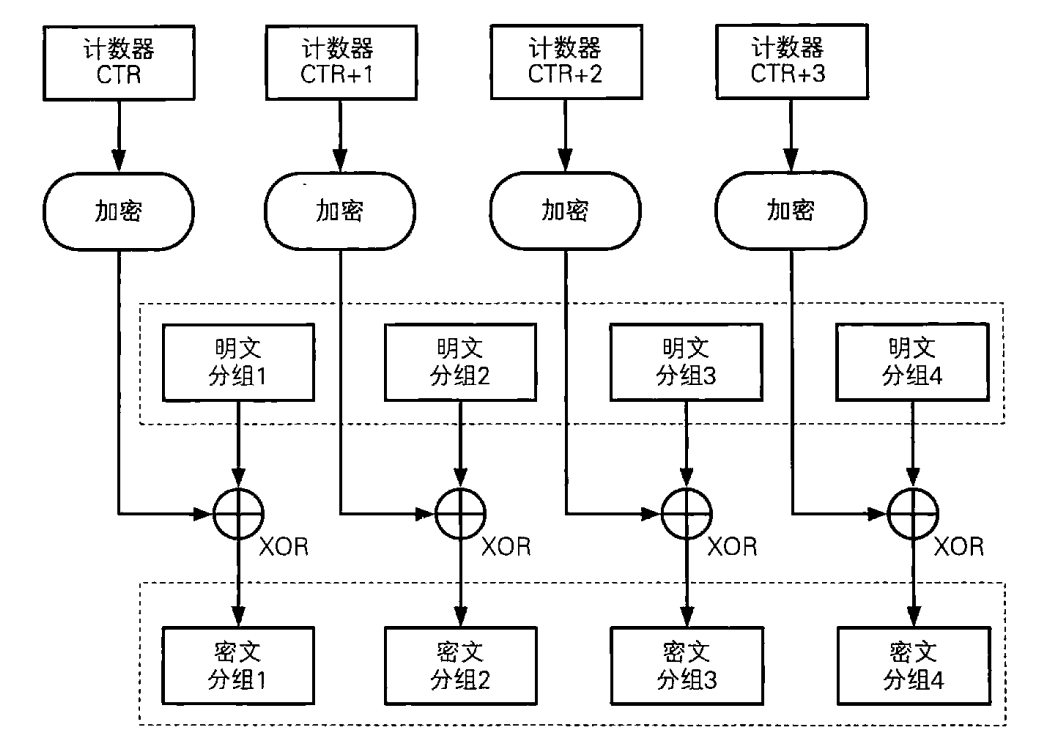 计数器
CTR
计数器
CTR+1
计数器
CTR+2
计数器
CTR+3
加密
加密
加密
加密
明文
分组1
明文
分组2
明文
分组3
明文
分组4
XOR
XOR
XOR
XOR
密文
分组1
密文
分组2
密文
分组3
密文
分组4